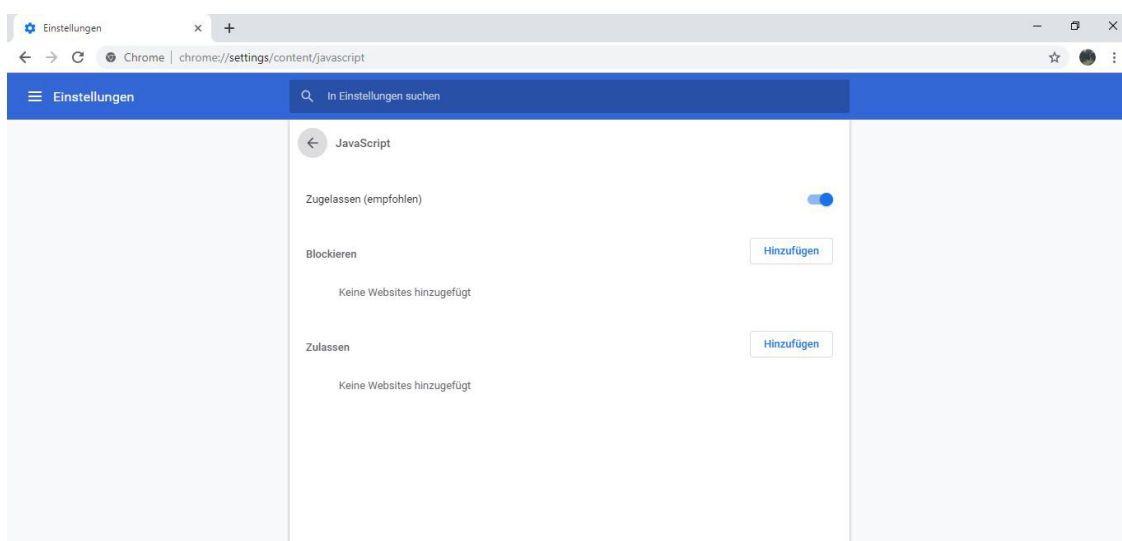 Einstellungen
Chrome | chrome://settings/content/javascript
Einstellungen
In Einstellungen suchen
JavaScript
Zugelassen (empfohlen)
Blockieren
Hinzufügen
Keine Websites hinzugefügt
Zulassen
Hinzufügen
Keine Websites hinzugefügt